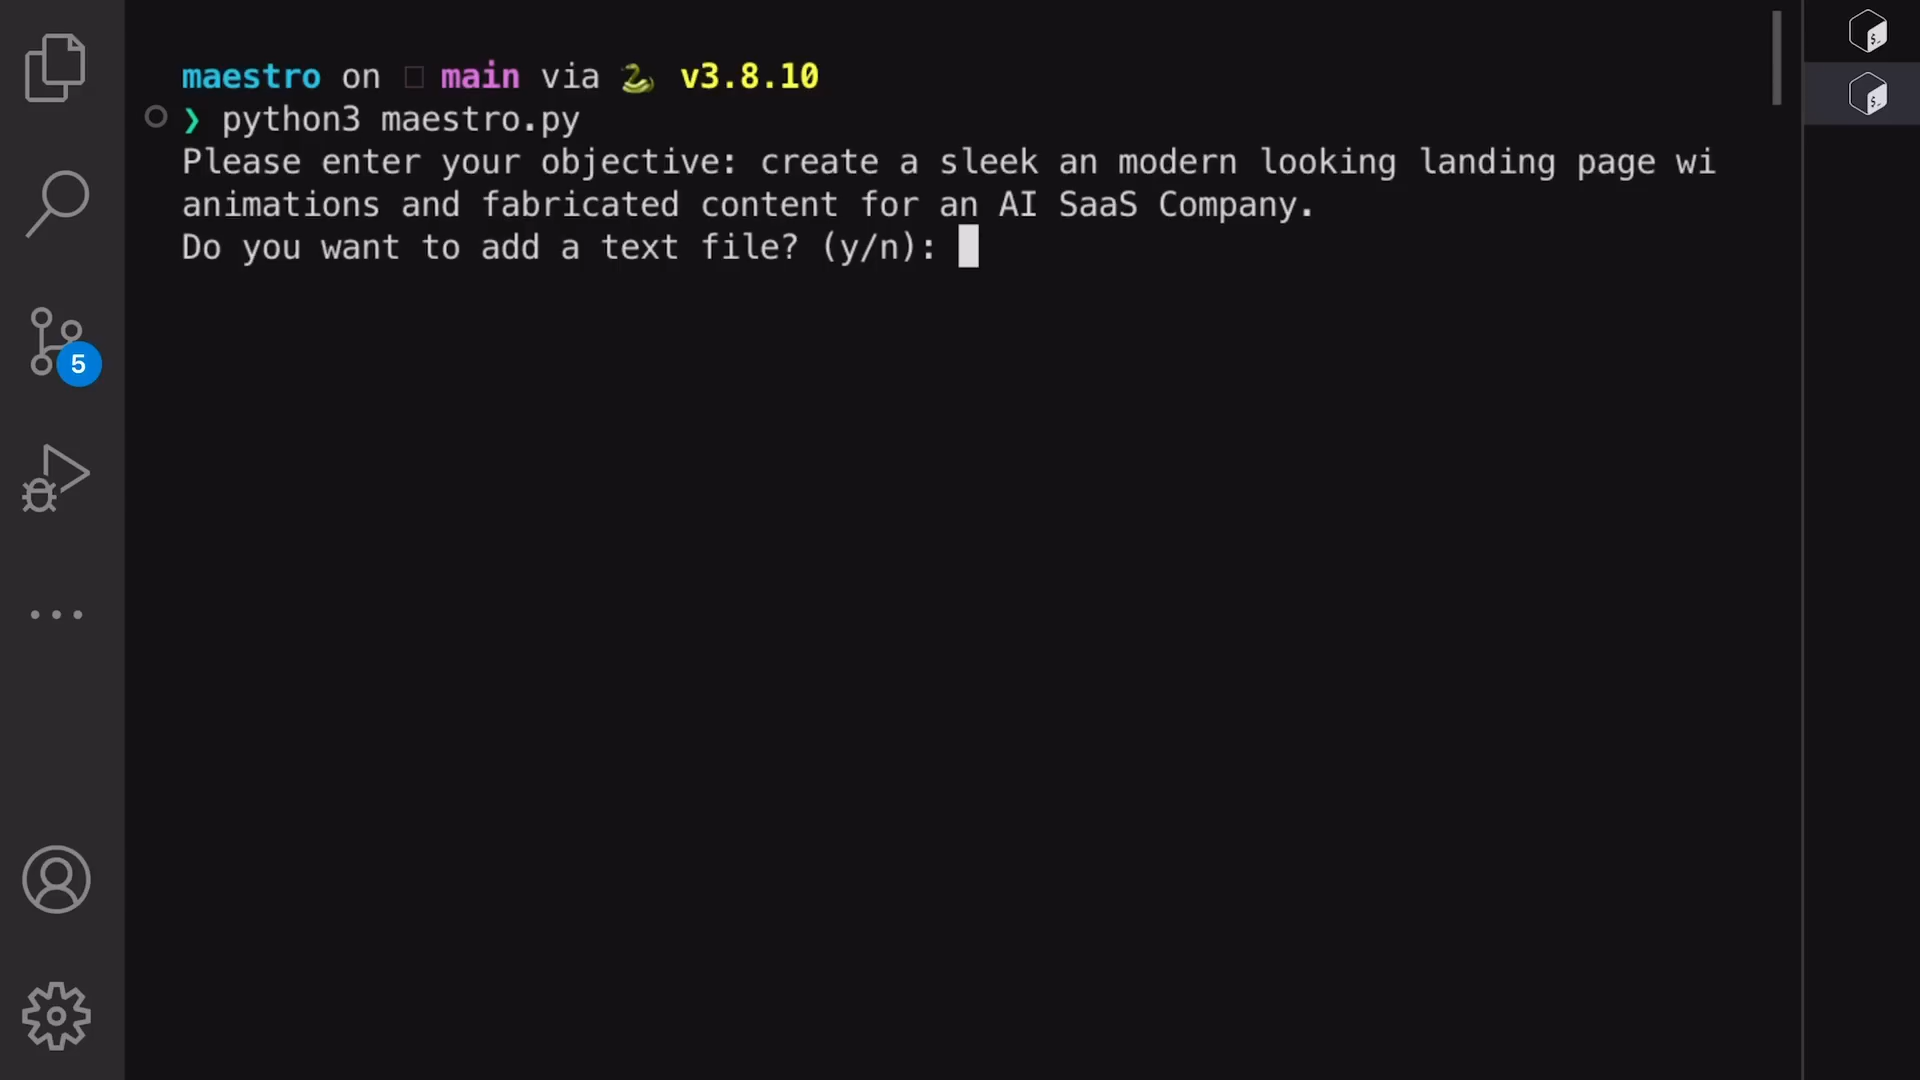 maestro on main via v3.8.10
❯ python3 maestro.py
Please enter your objective: create a sleek an modern looking landing page wi
animations and fabricated content for an AI SaaS Company.
Do you want to add a text file? (y/n):
5